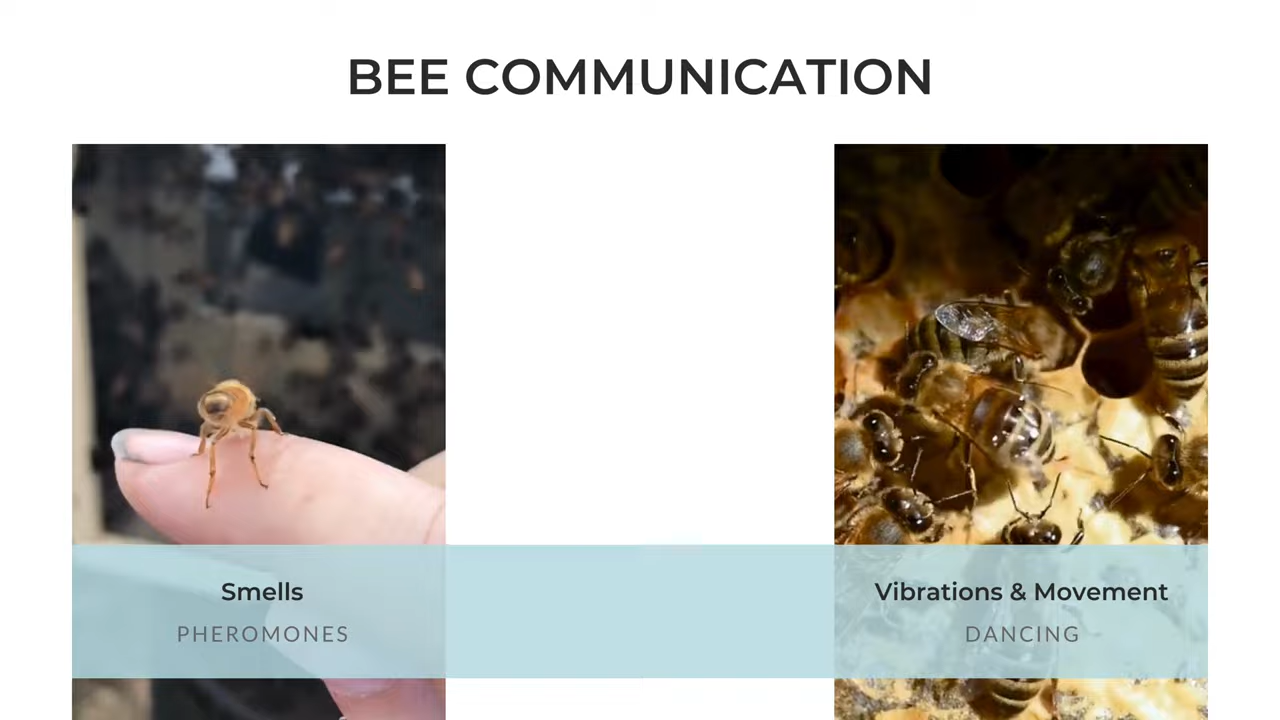 BEE COMMUNICATION
Smells
PHEROMONES
Vibrations & Movement
DANCING